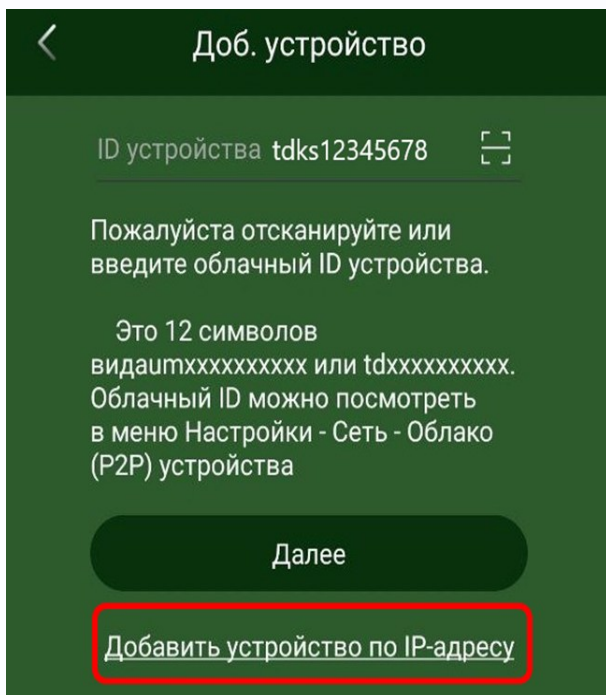 Доб. устройство
ID устройства tdks12345678
Пожалуйста отсканируйте или
введите облачный ID устройства.
Это 12 символов
видаumxxxxxxxxxx или tdxxxxxxxxxx.
Облачный ID можно посмотреть
в меню Настройки - Сеть - Облако
(P2P) устройства
Далее
Добавить устройство по IP-адресу